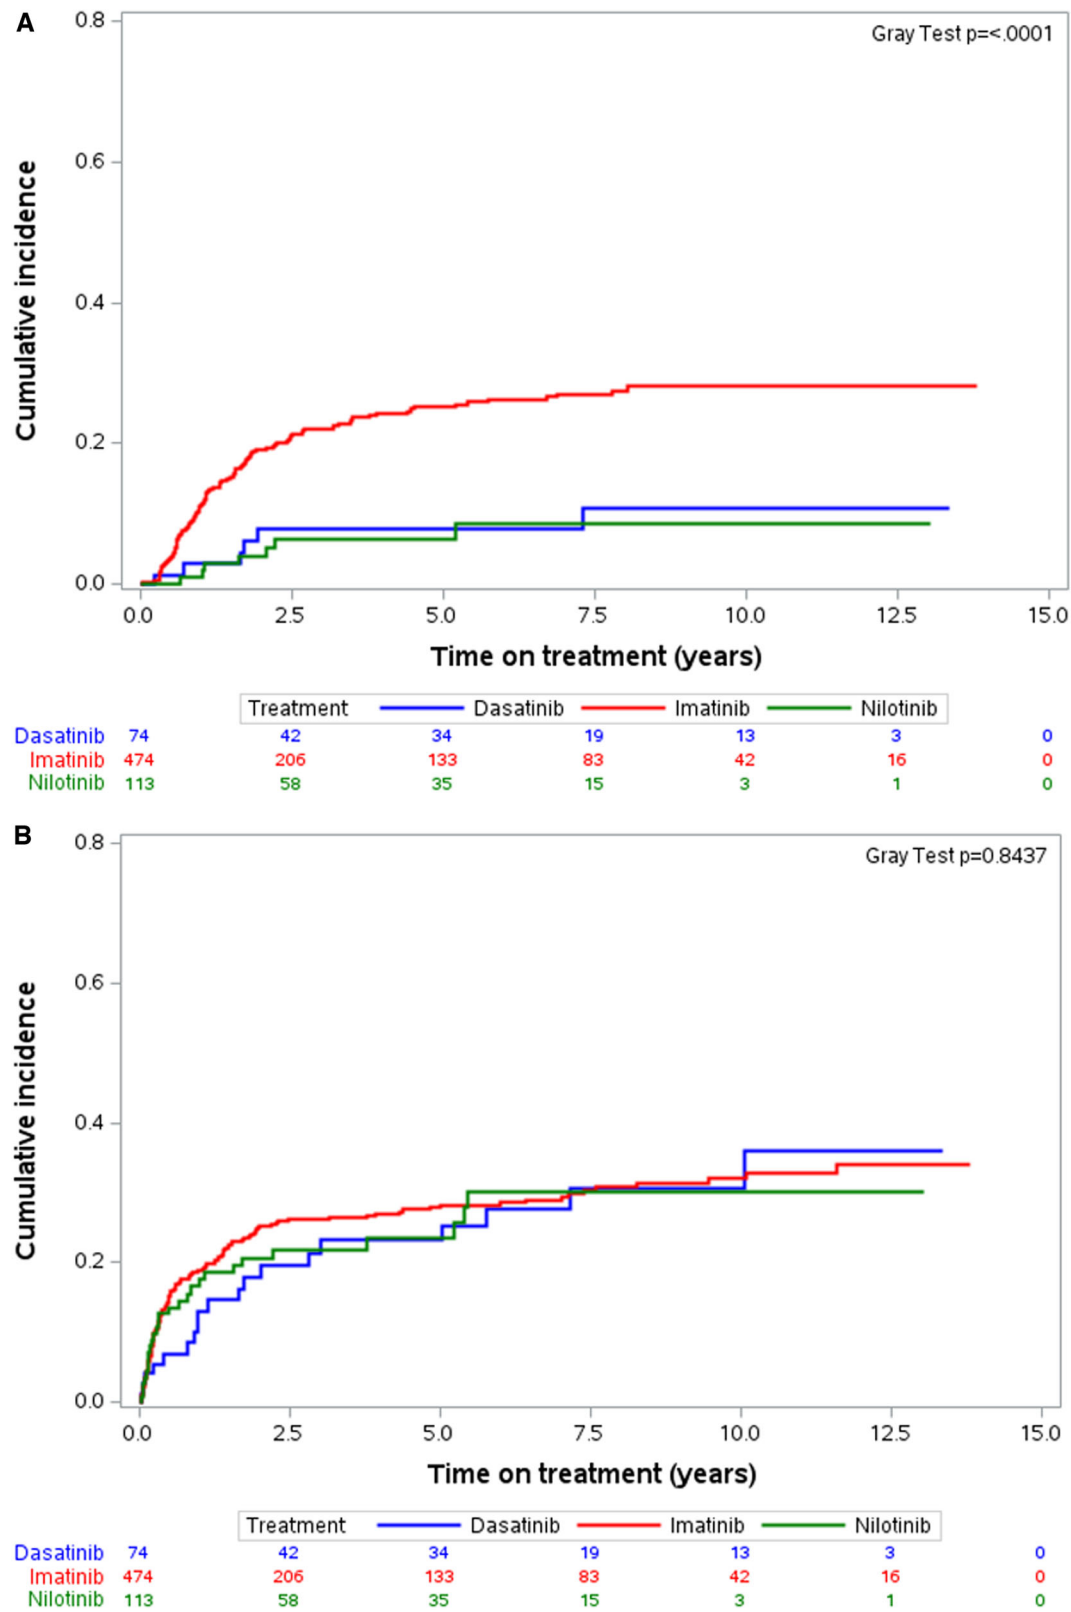 A
Gray Test p=<.0001
Cumulative incidence
0.8
0.6
0.4
0.2
0.0
0.0 2.5 5.0 7.5 10.0 12.5 15.0
Time on treatment (years)
Treatment Dasatinib Imatinib Nilotinib
Dasatinib 74 42 34 19 13 3 0
Imatinib 474 206 133 83 42 16 0
Nilotinib 113 58 35 15 3 1 0
B
Gray Test p=0.8437
Cumulative incidence
0.8
0.6
0.4
0.2
0.0
0.0 2.5 5.0 7.5 10.0 12.5 15.0
Time on treatment (years)
Treatment Dasatinib Imatinib Nilotinib
Dasatinib 74 42 34 19 13 3 0
Imatinib 474 206 133 83 42 16 0
Nilotinib 113 58 35 15 3 1 0